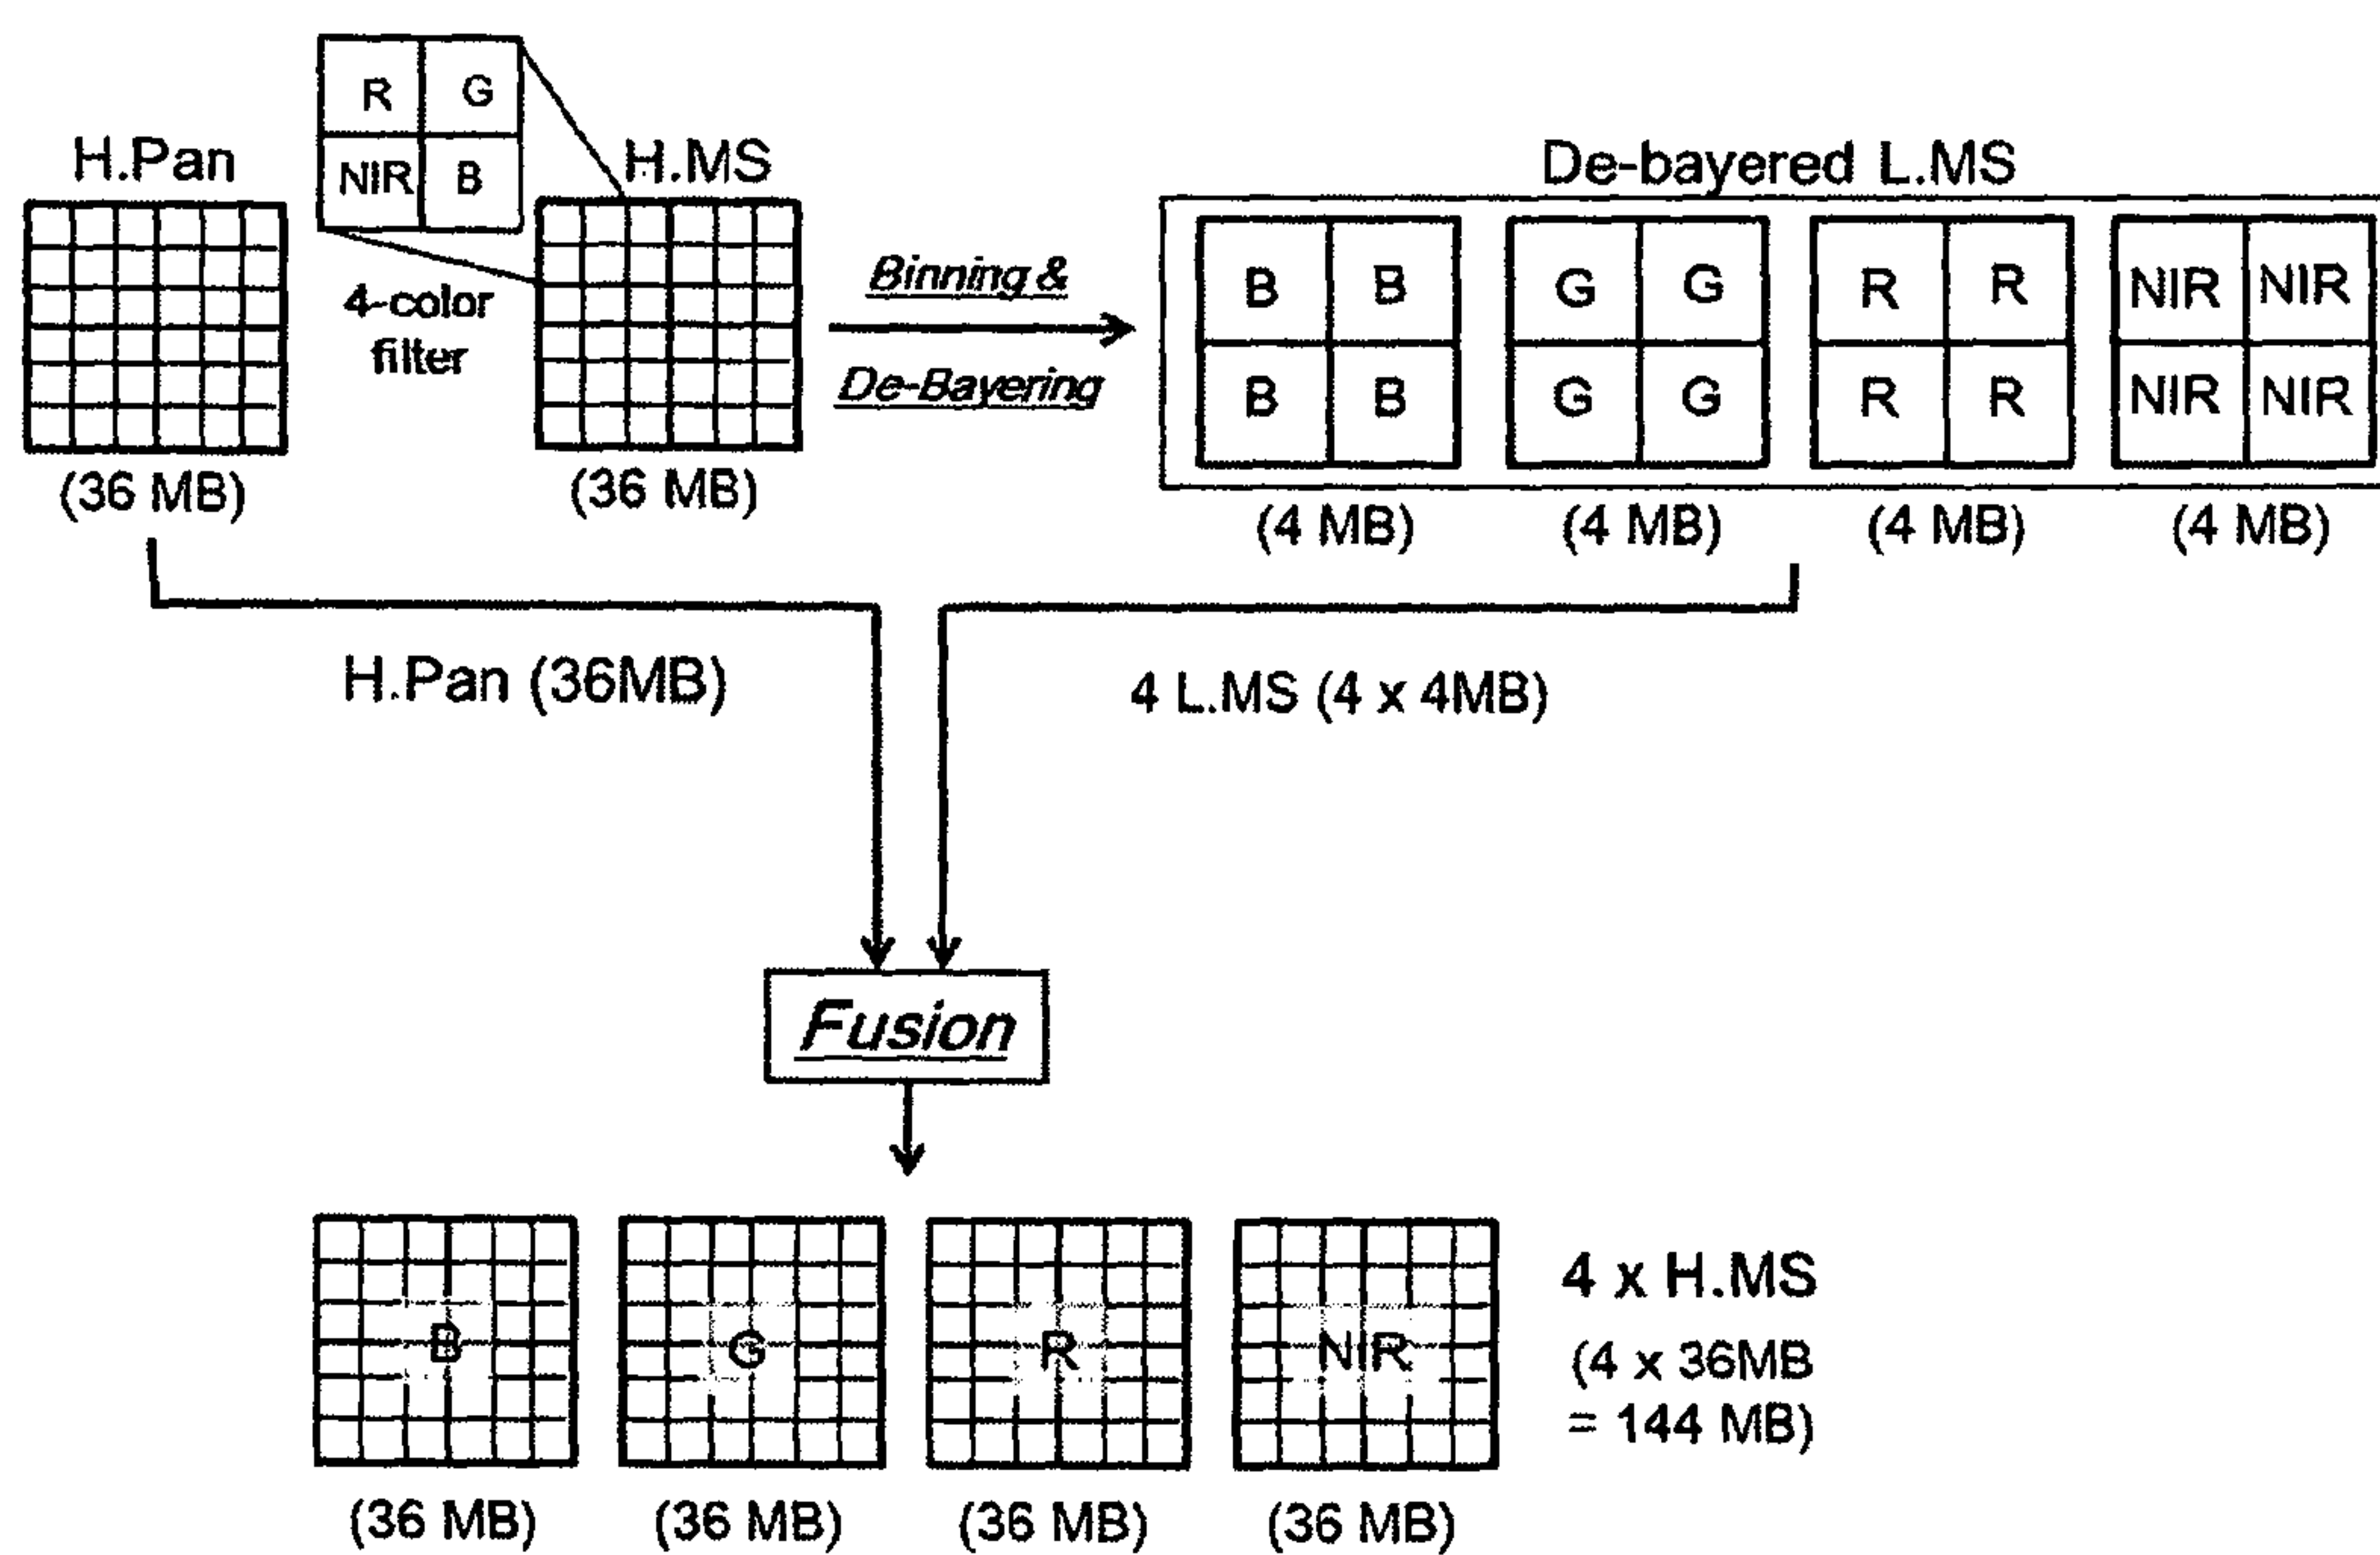 R G
NIR B
H.Pan
H.MS
De-bayered L.MS
4-color
filter
Binning &
De-Bayering
B B G G R R NIR NIR
B B G G R R NIR NIR
(36 MB)
(36 MB)
(4 MB) (4 MB) (4 MB) (4 MB)
H.Pan (36MB)
4 L.MS (4 x 4MB)
Fusion
B G R NIR
4 x H.MS
(4 x 36MB
= 144 MB)
(36 MB) (36 MB) (36 MB) (36 MB)